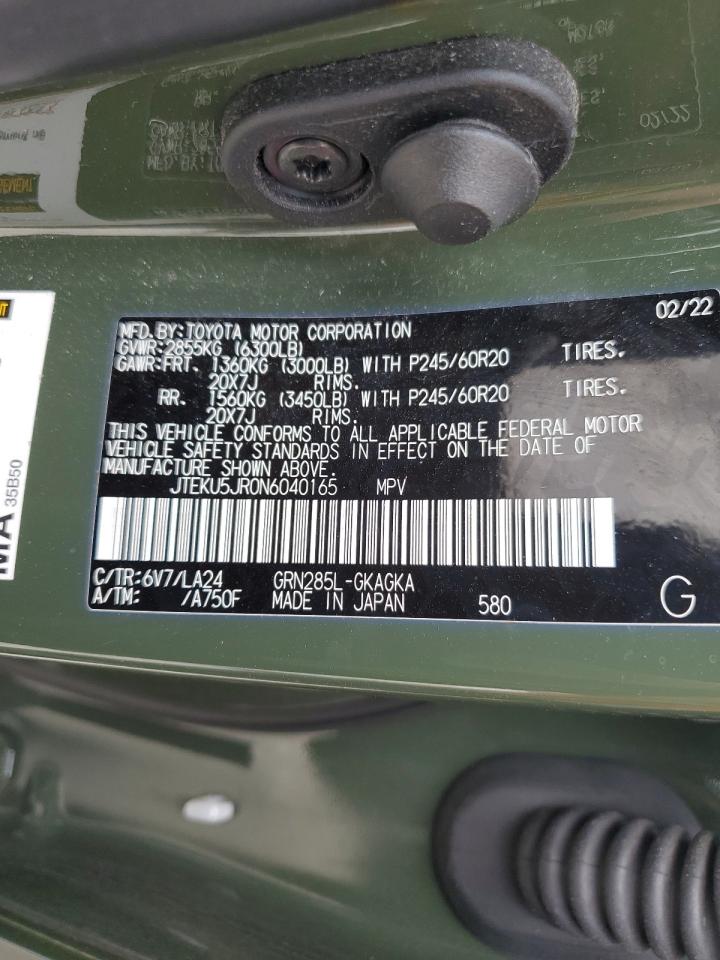 02/22
MFD.BY:TOYOTA MOTOR CORPORATION
GVWR:2855KG (6300LB)
GAWR:FRT. 1360KG (3000LB) WITH P245/60R20 TIRES.
20X7J RIMS.
RR. 1560KG (3450LB) WITH P245/60R20 TIRES.
20X7J RIMS.
THIS VEHICLE CONFORMS TO ALL APPLICABLE FEDERAL MOTOR
VEHICLE SAFETY STANDARDS IN EFFECT ON THE DATE OF
MANUFACTURE SHOWN ABOVE.
JTEKU5JR0N6040165 MPV
C/TR:6V7/LA24 GRN285L-GKAGKA
A/TM: /A750F MADE IN JAPAN 580 G
MA
35B50
02/22